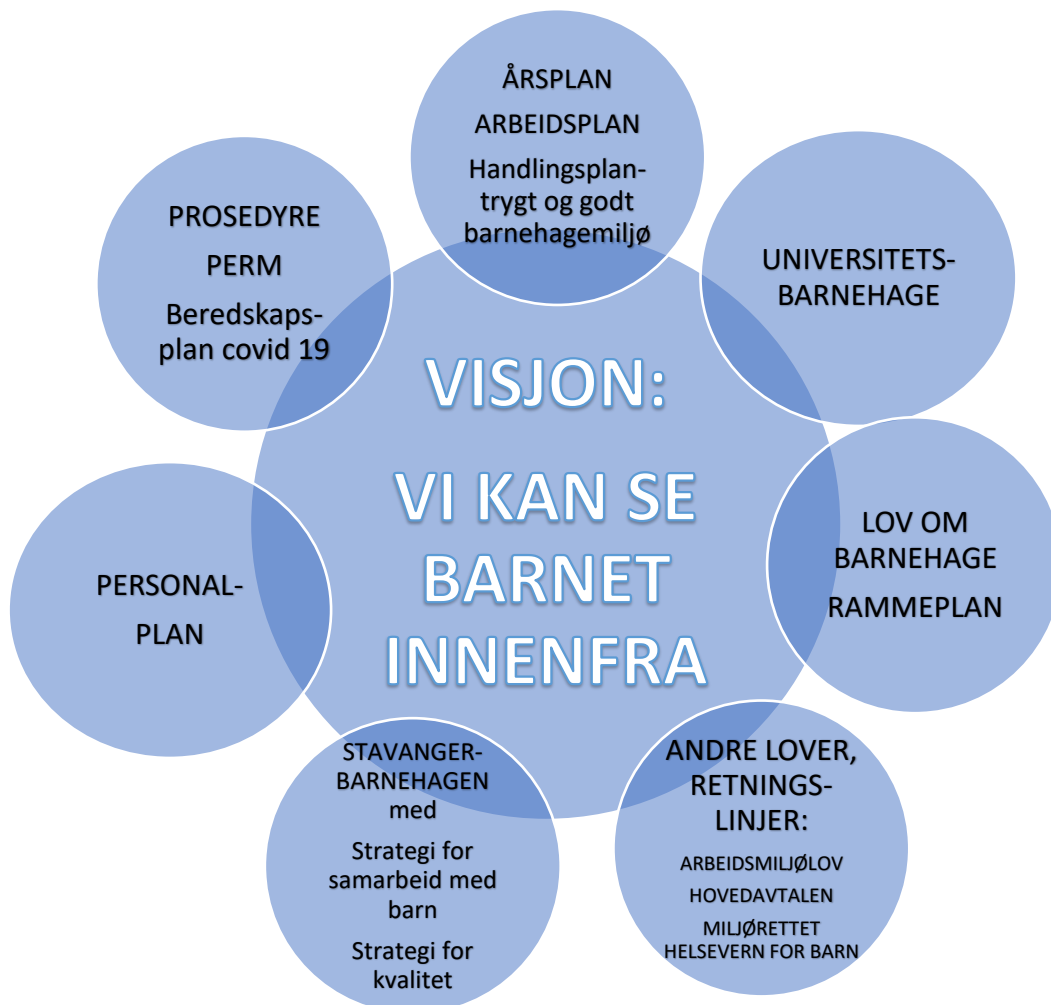 ÅRSPLAN
ARBEIDSPLAN
Handlingsplan-
trygt og godt
barnehagemiljø
UNIVERSITETS-
BARNEHAGE
LOV OM
BARNEHAGE
RAMMEPLAN
ANDRE LOVER,
RETNINGS-
LINJER:
ARBEIDSMILJØLOV
HOVEDAVTALEN
MILJØRETTET
HELSEVERN FOR BARN
STAVANGER-
BARNEHAGEN
med
Strategi for
samarbeid med
barn
Strategi for
kvalitet
PERSONAL-
PLAN
PROSEDYRE
PERM
Beredskaps-
plan covid 19
VISJON:
VI KAN SE
BARNET
INNENFRA